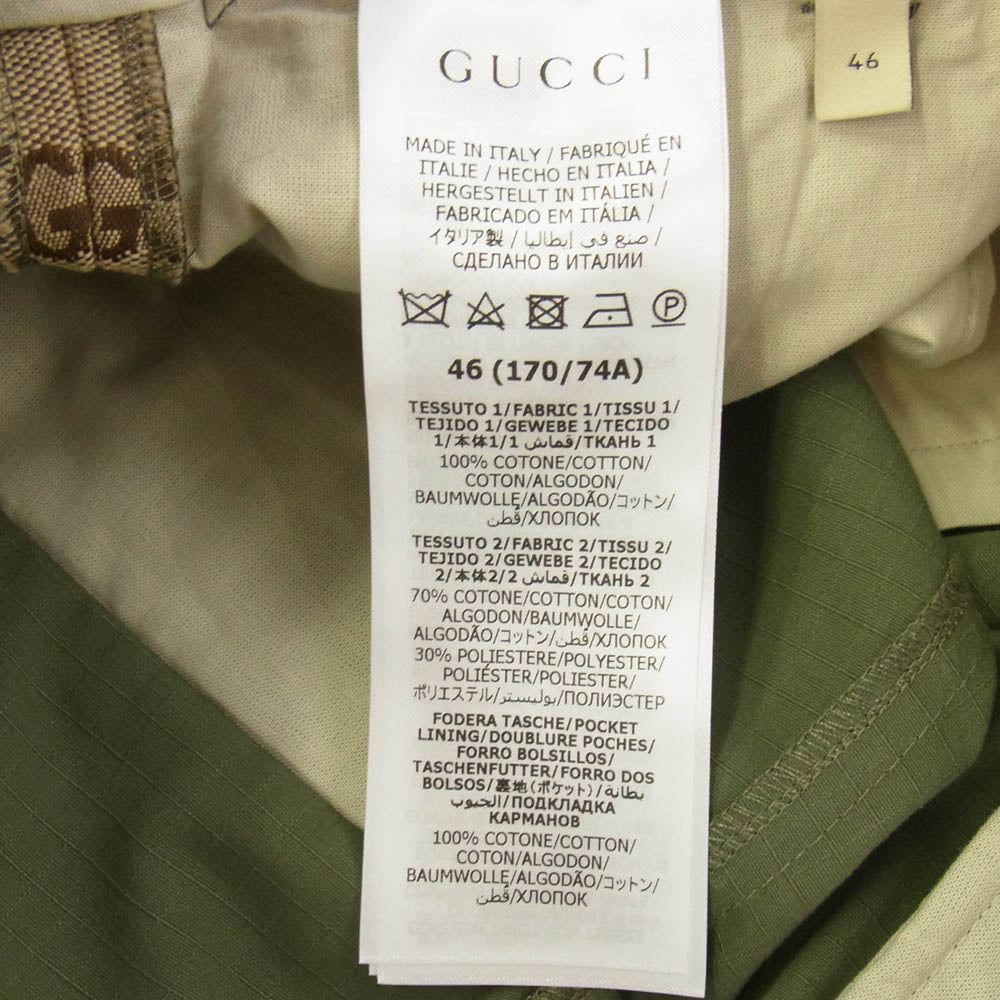 GUCCI
46
MADE IN ITALY / FABRIQUÉ EN
ITALIE / HECHO EN ITALIA /
HERGESTELLT IN ITALIEN /
FABRICADO EM ITÁLIA /
イタリア製 / صنع في إيطاليا /
СДЕЛАНО В ИТАЛИИ
P
46 (170/74A)
TESSUTO 1/FABRIC 1/TISSU 1/
TEJIDO 1/GEWEBE 1/TECIDO
1/本体1/1 قماش/ТКАНЬ 1
100% COTONE/COTTON/
COTON/ALGODON/
BAUMWOLLE/ALGODÃO/コットン/
قُطن/ХЛОПОК
TESSUTO 2/FABRIC 2/TISSU 2/
TEJIDO 2/GEWEBE 2/TECIDO
2/本体2/2 قماش/ТКАНЬ 2
70% COTONE/COTTON/COTON/
ALGODON/BAUMWOLLE/
ALGODÃO/コットン/قُطن/ХЛОПОК
30% POLIESTERE/POLYESTER/
POLIÉSTER/POLIESTER/
ポリエステル/بوليستر/ПОЛИЭСТЕР
FODERA TASCHE/POCKET
LINING/DOUBLURE POCHES/
FORRO BOLSILLOS/
TASCHENFUTTER/FORRO DOS
BOLSOS/裏地(ポケット)/بطانة
الجيوب/ПОДКЛАДКА
КАРМАНОВ
100% COTONE/COTTON/
COTON/ALGODON/
BAUMWOLLE/ALGODÃO/コットン/
قُطن/ХЛОПОК